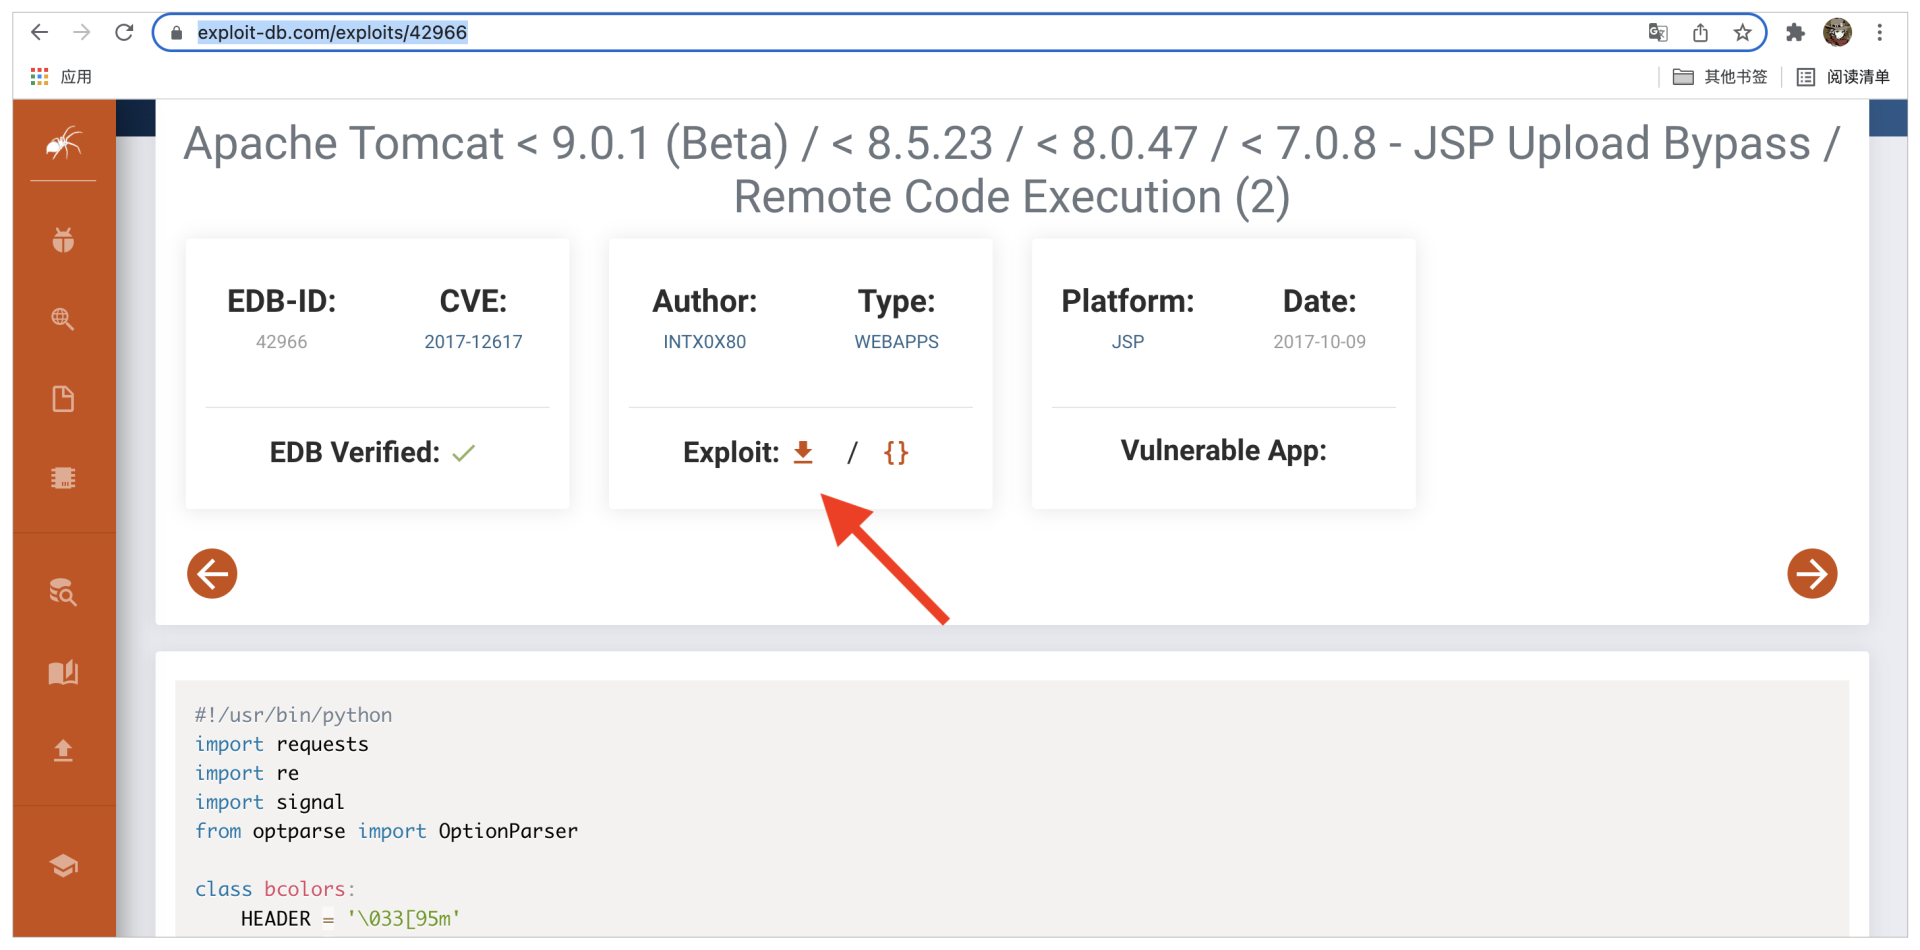 exploit-db.com/exploits/42966
应用
其他书签
阅读清单
Apache Tomcat < 9.0.1 (Beta) / < 8.5.23 / < 8.0.47 / < 7.0.8 - JSP Upload Bypass /
Remote Code Execution (2)
EDB-ID:
42966
CVE:
2017-12617
EDB Verified:
Author:
INTX0X80
Type:
WEBAPPS
Exploit: / {}
Platform:
JSP
Date:
2017-10-09
Vulnerable App:
#!/usr/bin/python
import requests
import re
import signal
from optparse import OptionParser
class bcolors:
HEADER = '\033[95m'